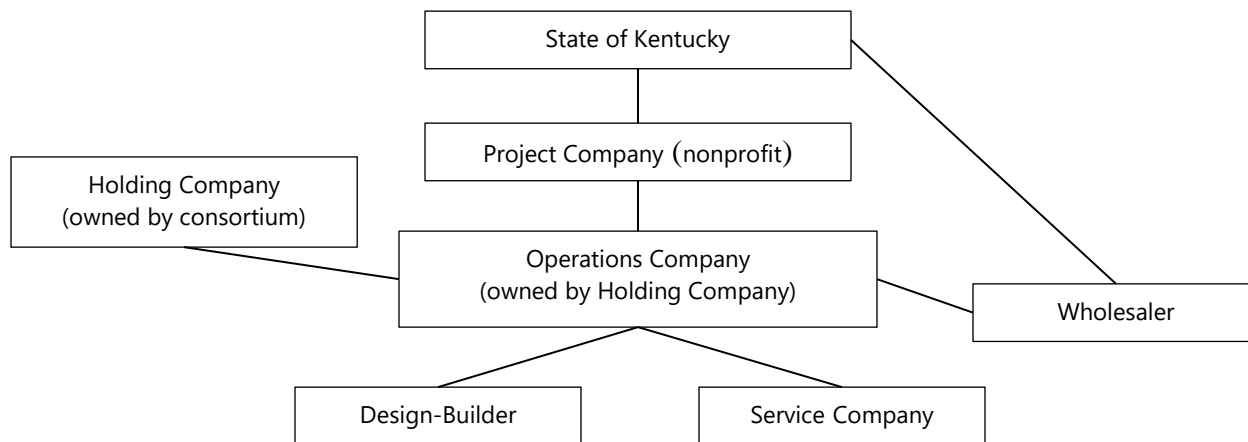 State of Kentucky
Project Company (nonprofit)
Holding Company
(owned by consortium)
Operations Company
(owned by Holding Company)
Wholesaler
Design-Builder
Service Company